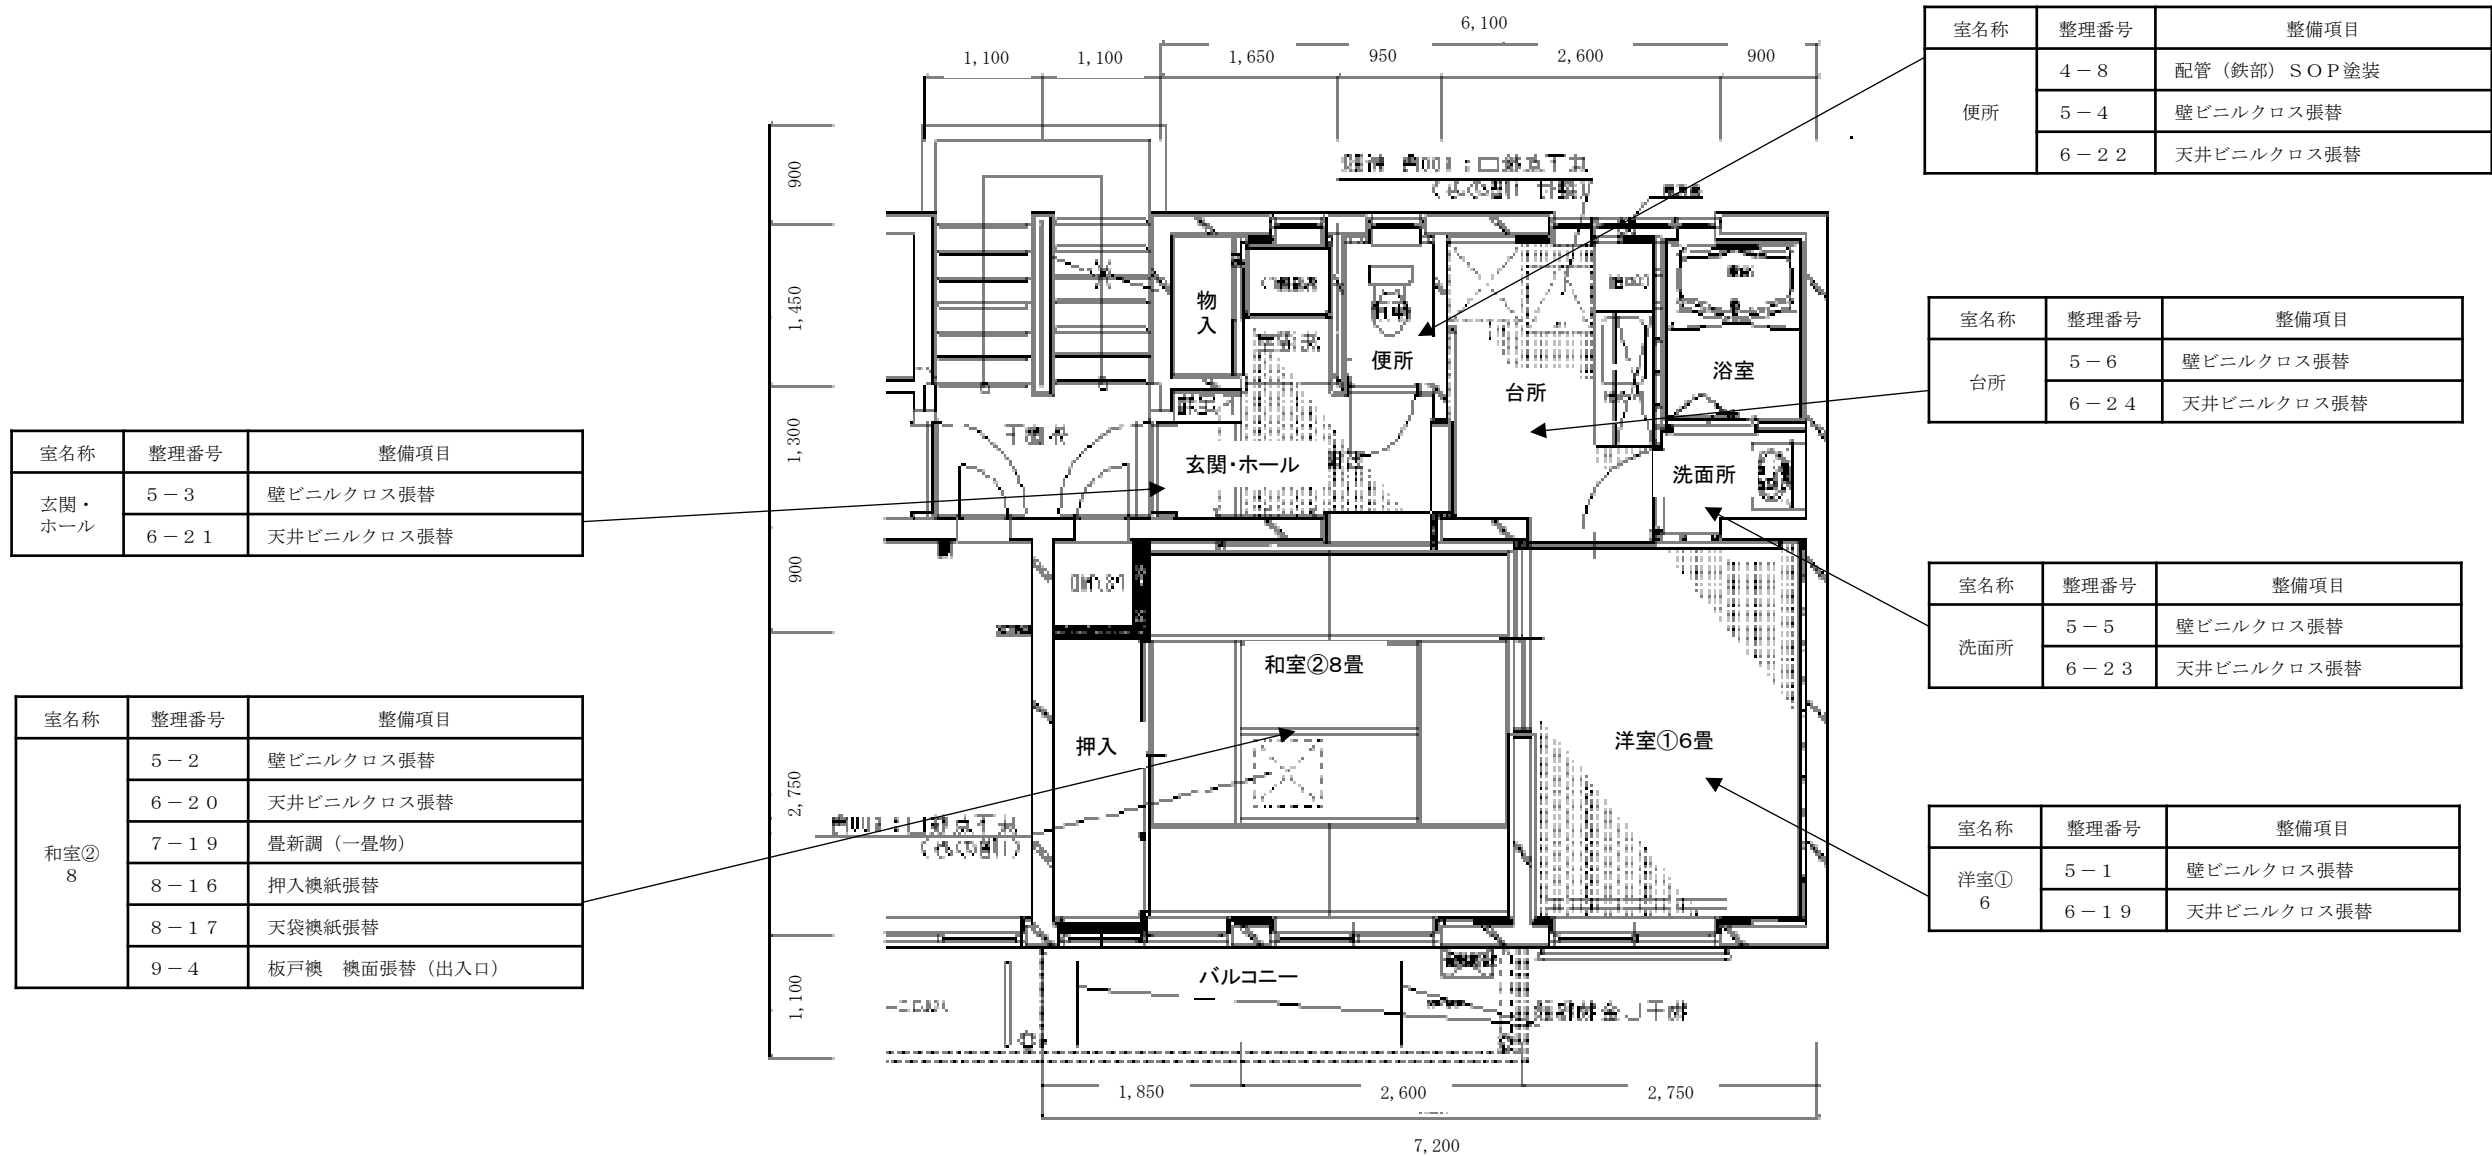 6,100
1,100
1,100
1,650
950
2,600
900
900
1,450
1,300
900
2,750
1,100
室名称 整理番号 整備項目
便所
４－８ 配管（鉄部）ＳＯＰ塗装
５－４ 壁ビニルクロス張替
６－２２ 天井ビニルクロス張替
室名称 整理番号 整備項目
台所
５－６ 壁ビニルクロス張替
６－２４ 天井ビニルクロス張替
室名称 整理番号 整備項目
玄関・
ホール
５－３ 壁ビニルクロス張替
６－２１ 天井ビニルクロス張替
室名称 整理番号 整備項目
洗面所
５－５ 壁ビニルクロス張替
６－２３ 天井ビニルクロス張替
室名称 整理番号 整備項目
和室②
８
５－２ 壁ビニルクロス張替
６－２０ 天井ビニルクロス張替
７－１９ 畳新調（一畳物）
８－１６ 押入襖紙張替
８－１７ 天袋襖紙張替
９－４ 板戸襖　襖面張替（出入口）
室名称 整理番号 整備項目
洋室①
６
５－１ 壁ビニルクロス張替
６－１９ 天井ビニルクロス張替
物入
便所
台所
浴室
玄関・ホール
洗面所
和室②8畳
押入
洋室①6畳
バルコニー
1,850
2,600
2,750
7,200